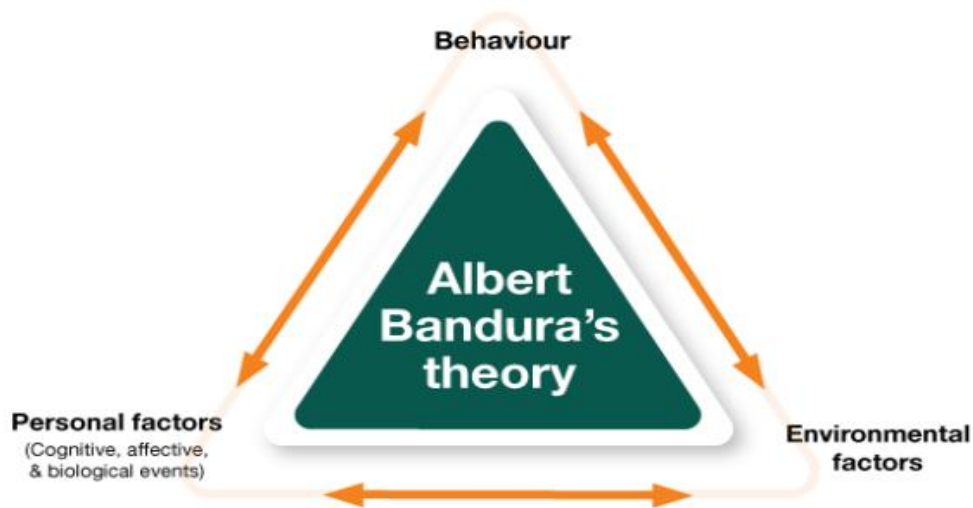 Behaviour
Albert
Bandura's
theory
Personal factors
(Cognitive, affective,
& biological events)
Environmental
factors